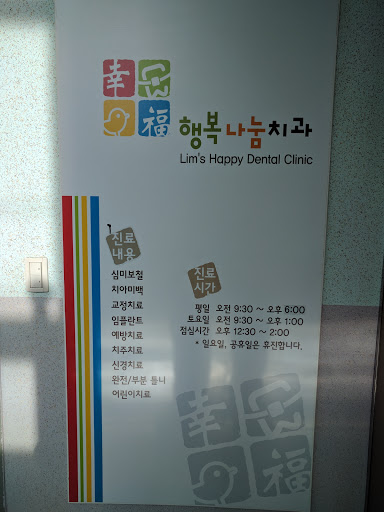 幸
福
행복나눔치과
Lim's Happy Dental Clinic
진료
내용
심미보철
치아미백
교정치료
임플란트
예방치료
치주치료
신경치료
완전/부분 틀니
어린이치료
진료
시간
평일 오전 9:30 ~ 오후 6:00
토요일 오전 9:30 ~ 오후 1:00
점심시간 오후 12:30 ~ 2:00
* 일요일, 공휴일은 휴진합니다.
幸
福